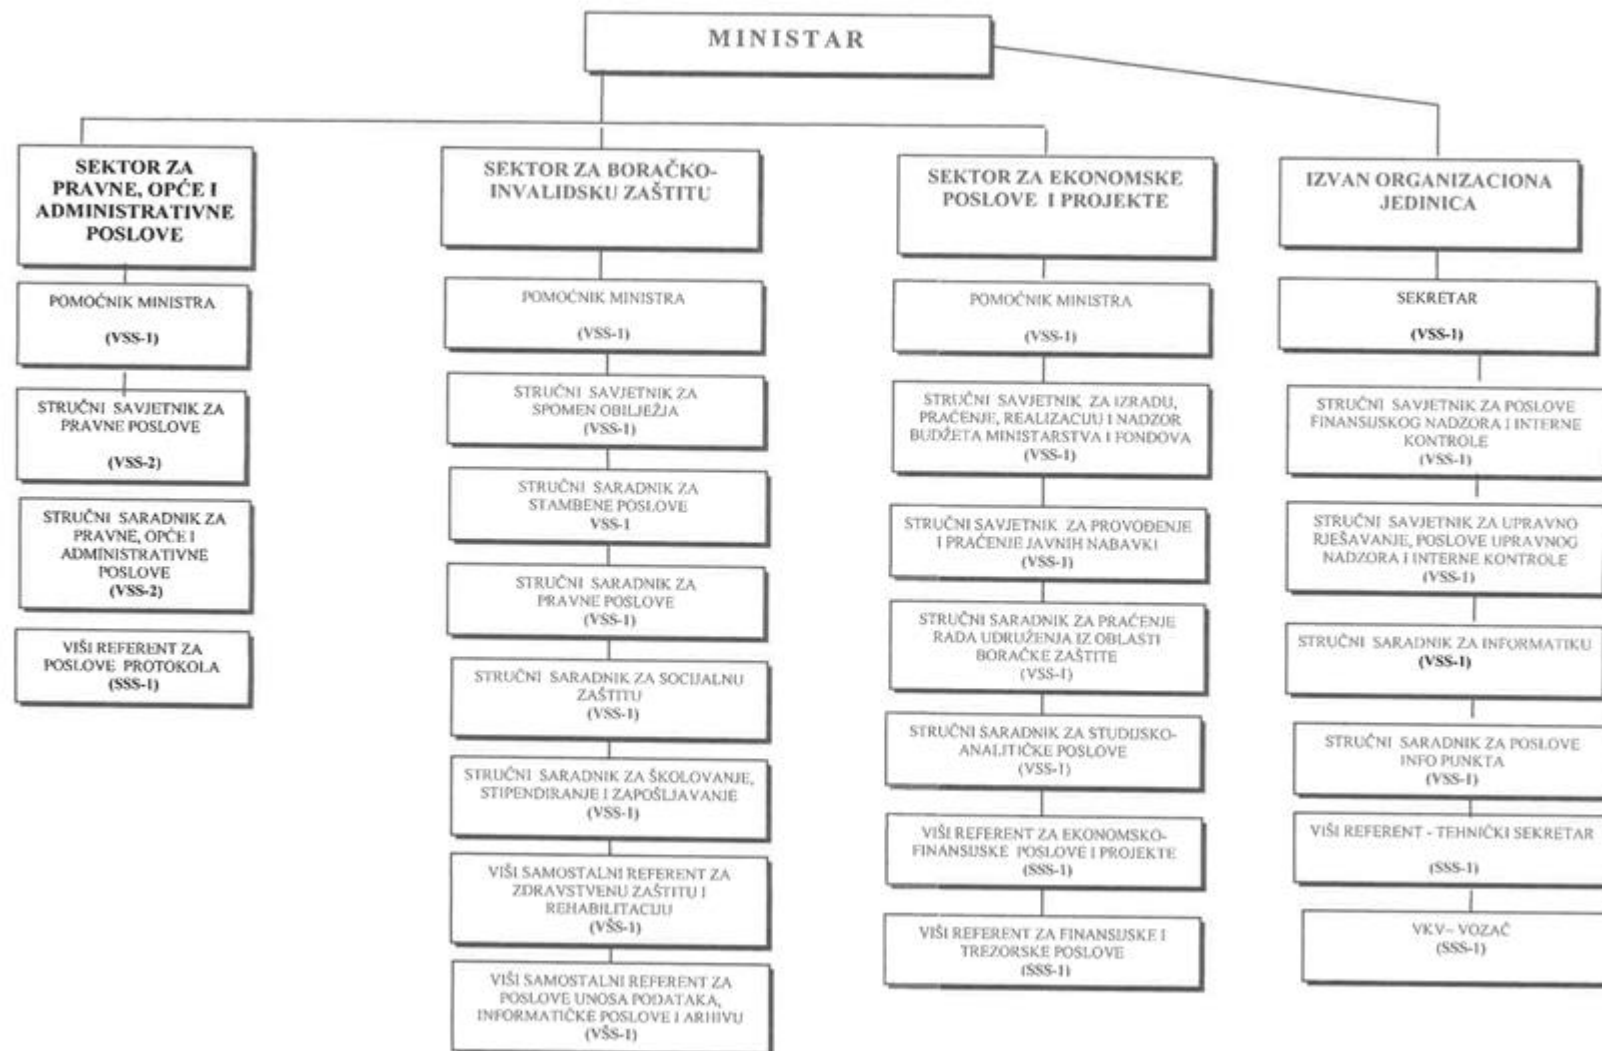 MINISTAR
SEKTOR ZA
PRAVNE, OPĆE I
ADMINISTRATIVNE
POSLOVE
POMOĆNIK MINISTRA
(VSS-1)
STRUČNI SAVJETNIK ZA
PRAVNE POSLOVE
(VSS-2)
STRUČNI SARADNIK ZA
PRAVNE, OPĆE I
ADMINISTRATIVNE
POSLOVE
(VSS-2)
VIŠI REFERENT ZA
POSLOVE PROTOKOLA
(SSS-1)
SEKTOR ZA BORAČKO-
INVALIDSKU ZAŠTITU
POMOĆNIK MINISTRA
(VSS-1)
STRUČNI SAVJETNIK ZA
SPOMEN OBILJEŽJA
(VSS-1)
STRUČNI SARADNIK ZA
STAMBENE POSLOVE
VSS-1
STRUČNI SARADNIK ZA
PRAVNE POSLOVE
(VSS-1)
STRUČNI SARADNIK ZA SOCIJALNU
ZAŠTITU
(VSS-1)
STRUČNI SARADNIK ZA ŠKOLOVANJE,
STIPENDIRANJE I ZAPOŠLJAVANJE
(VSS-1)
VIŠI SAMOSTALNI REFERENT ZA
ZDRAVSTVENU ZAŠTITU I
REHABILITACIJU
(VŠS-1)
VIŠI SAMOSTALNI REFERENT ZA
POSLOVE UNOSA PODATAKA,
INFORMATIČKE POSLOVE I ARHIVU
(VŠS-1)
SEKTOR ZA EKONOMSKE
POSLOVE I PROJEKTE
POMOĆNIK MINISTRA
(VSS-1)
STRUČNI SAVJETNIK ZA IZRADU,
PRAĆENJE, REALIZACIJU I NADZOR
BUDŽETA MINISTARSTVA I FONDOVA
(VSS-1)
STRUČNI SAVJETNIK ZA PROVOĐENJE
I PRAĆENJE JAVNIH NABAVKI
(VSS-1)
STRUČNI SARADNIK ZA PRAĆENJE
RADA UDRUŽENJA IZ OBLASTI
BORAČKE ZAŠTITE
(VSS-1)
STRUČNI SARADNIK ZA STUDIJSKO-
ANALITIČKE POSLOVE
(VSS-1)
VIŠI REFERENT ZA EKONOMSKO-
FINANSIJSKE POSLOVE I PROJEKTE
(SSS-1)
VIŠI REFERENT ZA FINANSIJSKE I
TREZORSKE POSLOVE
(SSS-1)
IZVAN ORGANIZACIONA
JEDINICA
SEKRETAR
(VSS-1)
STRUČNI SAVJETNIK ZA POSLOVE
FINANSIJSKOG NADZORA I INTERNE
KONTROLE
(VSS-1)
STRUČNI SAVJETNIK ZA UPRAVNO
RJEŠAVANJE, POSLOVE UPRAVNOG
NADZORA I INTERNE KONTROLE
(VSS-1)
STRUČNI SARADNIK ZA INFORMATIKU
(VSS-1)
STRUČNI SARADNIK ZA POSLOVE
INFO PUNKTA
(VSS-1)
VIŠI REFERENT - TEHNIČKI SEKRETAR
(SSS-1)
VKV– VOZAČ
(SSS-1)